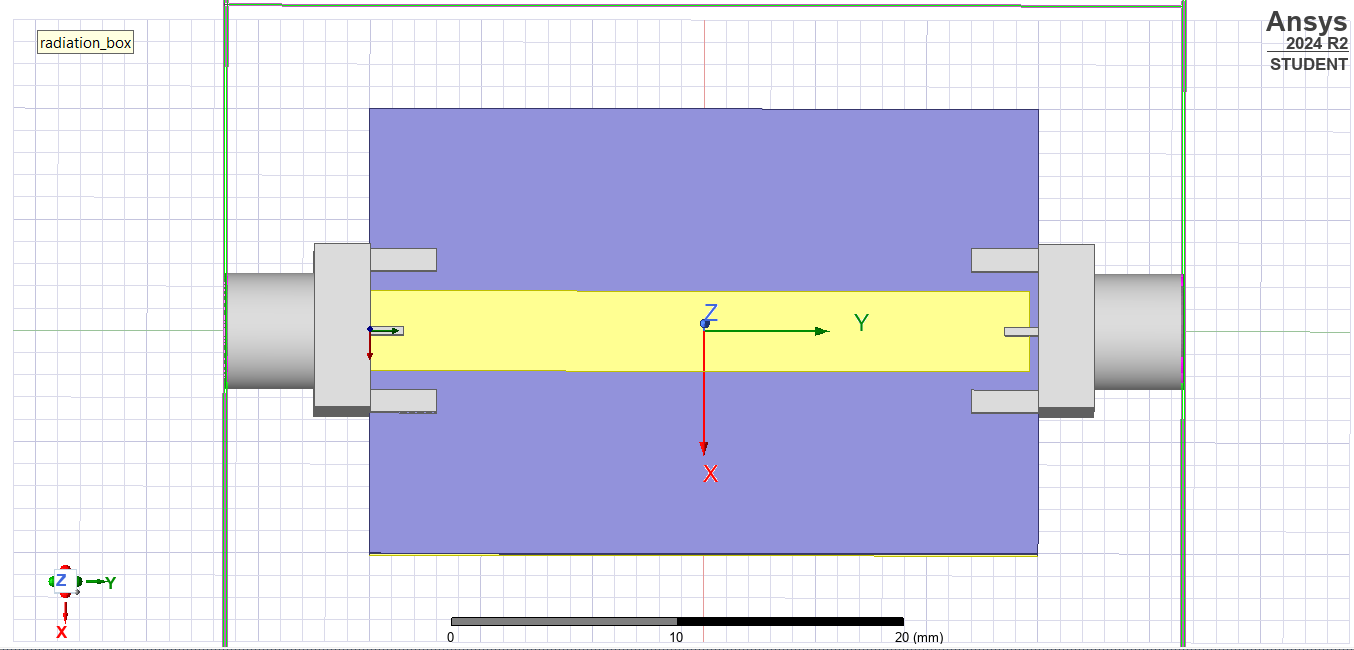 Ansys
2024 R2
STUDENT
radiation_box
Z
Y
X
Z
Y
X
0
10
20 (mm)